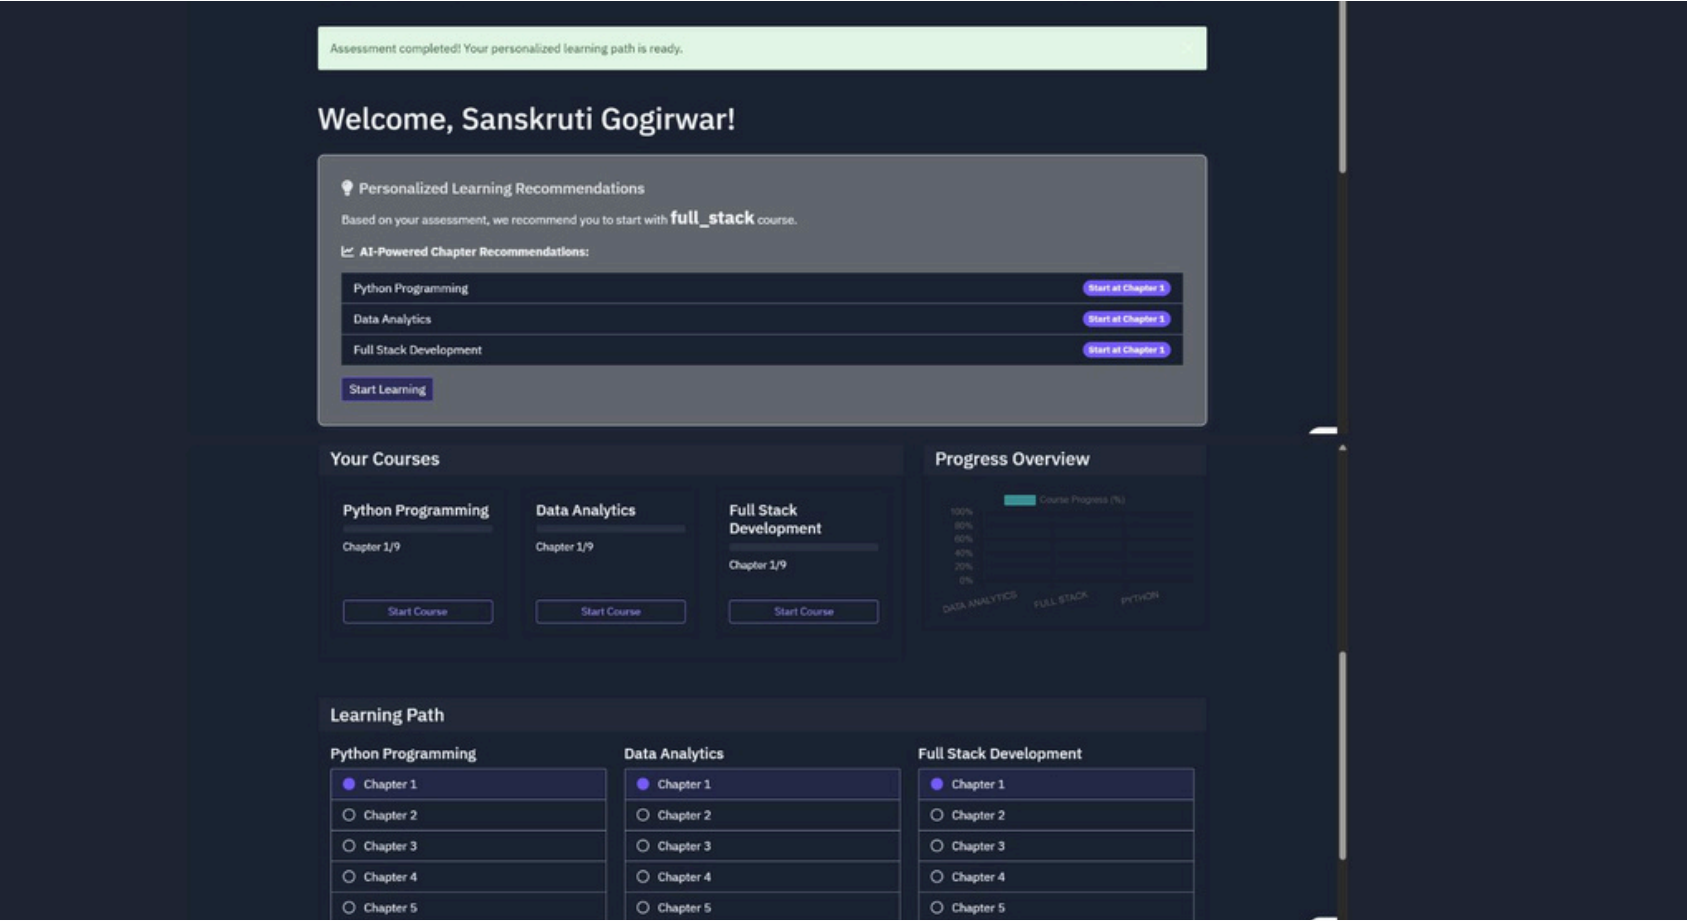 Assessment completed! Your personalized learning path is ready.
Welcome, Sanskruti Gogirwar!
Personalized Learning Recommendations
Based on your assessment, we recommend you to start with full_stack course.
AI-Powered Chapter Recommendations:
Python Programming Start at Chapter 1
Data Analytics Start at Chapter 1
Full Stack Development Start at Chapter 1
Start Learning
Your Courses
Python Programming
Chapter 1/9
Start Course
Data Analytics
Chapter 1/9
Start Course
Full Stack
Development
Chapter 1/9
Start Course
Progress Overview
Course Progress (%)
100%
80%
60%
40%
20%
0%
DATA ANALYTICS
FULL STACK
PYTHON
Learning Path
Python Programming
Chapter 1
Chapter 2
Chapter 3
Chapter 4
Chapter 5
Data Analytics
Chapter 1
Chapter 2
Chapter 3
Chapter 4
Chapter 5
Full Stack Development
Chapter 1
Chapter 2
Chapter 3
Chapter 4
Chapter 5